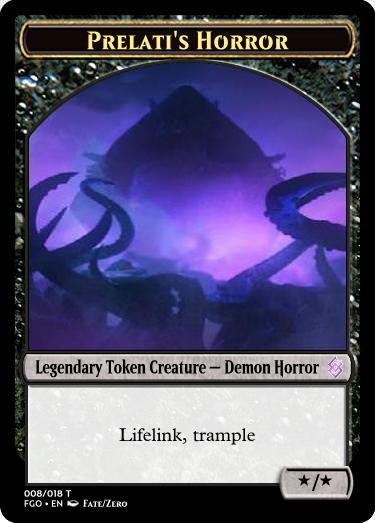 Prelati's Horror
Legendary Token Creature — Demon Horror
Lifelink, trample
★/★
008/018 T
FGO • EN Fate/Zero